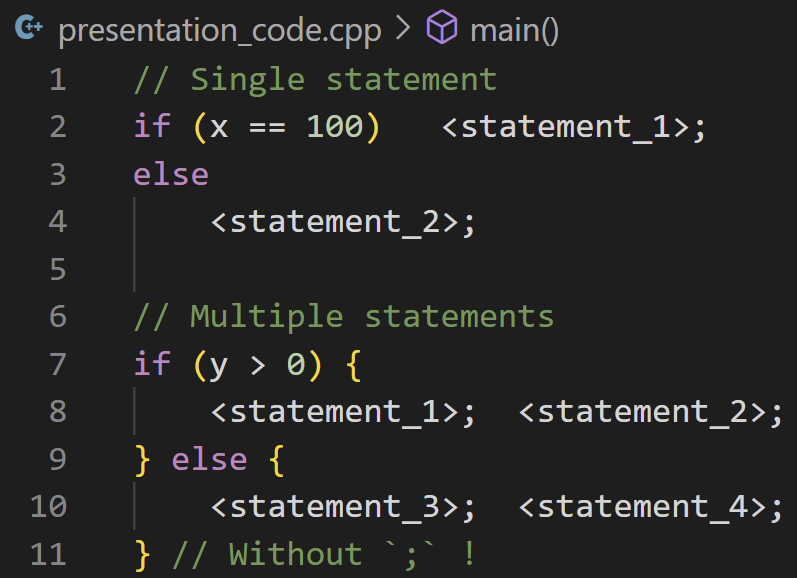 presentation_code.cpp > main()
1 // Single statement
2 if (x == 100)   <statement_1>;
3 else
4     <statement_2>;
5
6 // Multiple statements
7 if (y > 0) {
8     <statement_1>;  <statement_2>;
9 } else {
10     <statement_3>;  <statement_4>;
11 } // Without `;` !